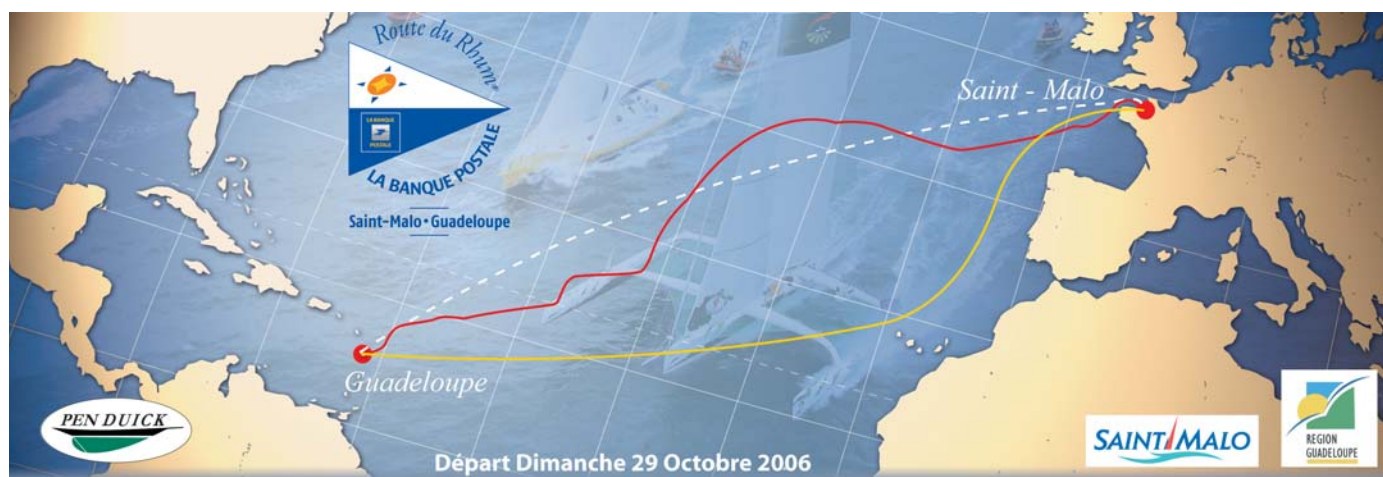 Route du Rhum®
LA BANQUE
POSTALE
LA BANQUE POSTALE
Saint-Malo • Guadeloupe
Saint - Malo
Guadeloupe
PEN DUICK
Départ Dimanche 29 Octobre 2006
SAINT MALO
REGION
GUADELOUPE